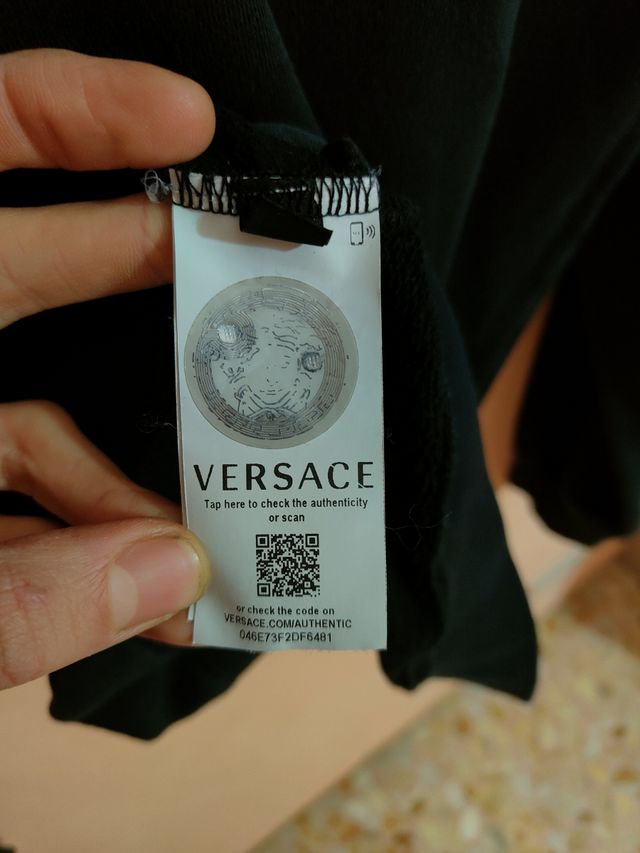 VERSACE
Tap here to check the authenticity
or scan
or check the code on
VERSACE.COM/AUTHENTIC
046E73F2DF6481